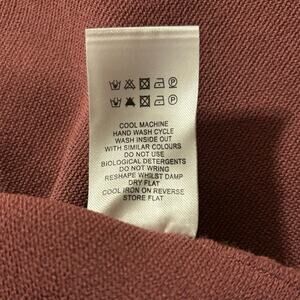 COOL MACHINE
HAND WASH CYCLE
WASH INSIDE OUT
WITH SIMILAR COLOURS
DO NOT USE
BIOLOGICAL DETERGENTS
DO NOT WRING
RESHAPE WHILST DAMP
DRY FLAT
COOL IRON ON REVERSE
STORE FLAT